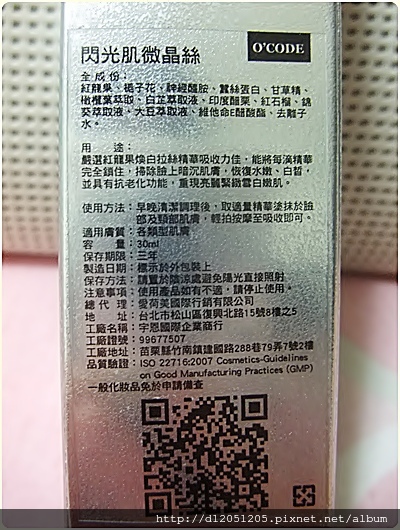 O'CODE
閃光肌微晶絲
全成份:
紅龍果、梔子花、神經醯胺、蠶絲蛋白、甘草精、
橄欖葉萃取、白芷萃取液、印度醋栗、紅石榴、錦
葵萃取液、大豆萃取液、維他命E醋酸酯、去離子
水。
用 途:
嚴選紅龍果煥白拉絲精華吸收力佳,能將每滴精華
完全鎖住,掃除臉上暗沉肌膚,恢復水嫩、白皙,
並具有抗老化功能,重現亮麗緊緻雪白嫩肌。
使用方法:早晚清潔調理後,取適量精華塗抹於臉
部及頸部肌膚,輕拍按摩至吸收即可。
適用膚質:各類型肌膚
容 量:30ml
保存期限:三年
製造日期:標示於外包裝上
保存方法:請置於陰涼處避免陽光直接照射
注意事項:使用產品如有不適,請停止使用。
總 代 理:愛荷美國際行銷有限公司
地 址:台北市松山區復興北路15號8樓之5
工廠名稱:宇恩國際企業商行
工廠證號:99677507
工廠地址:苗栗縣竹南鎮建國路288巷79弄7號2樓
品質驗證:ISO 22716:2007 Cosmetics-Guidelines
on Good Manufacturing Practices (GMP)
一般化妝品免於申請備查
http://d12051205.pixnet.net/album